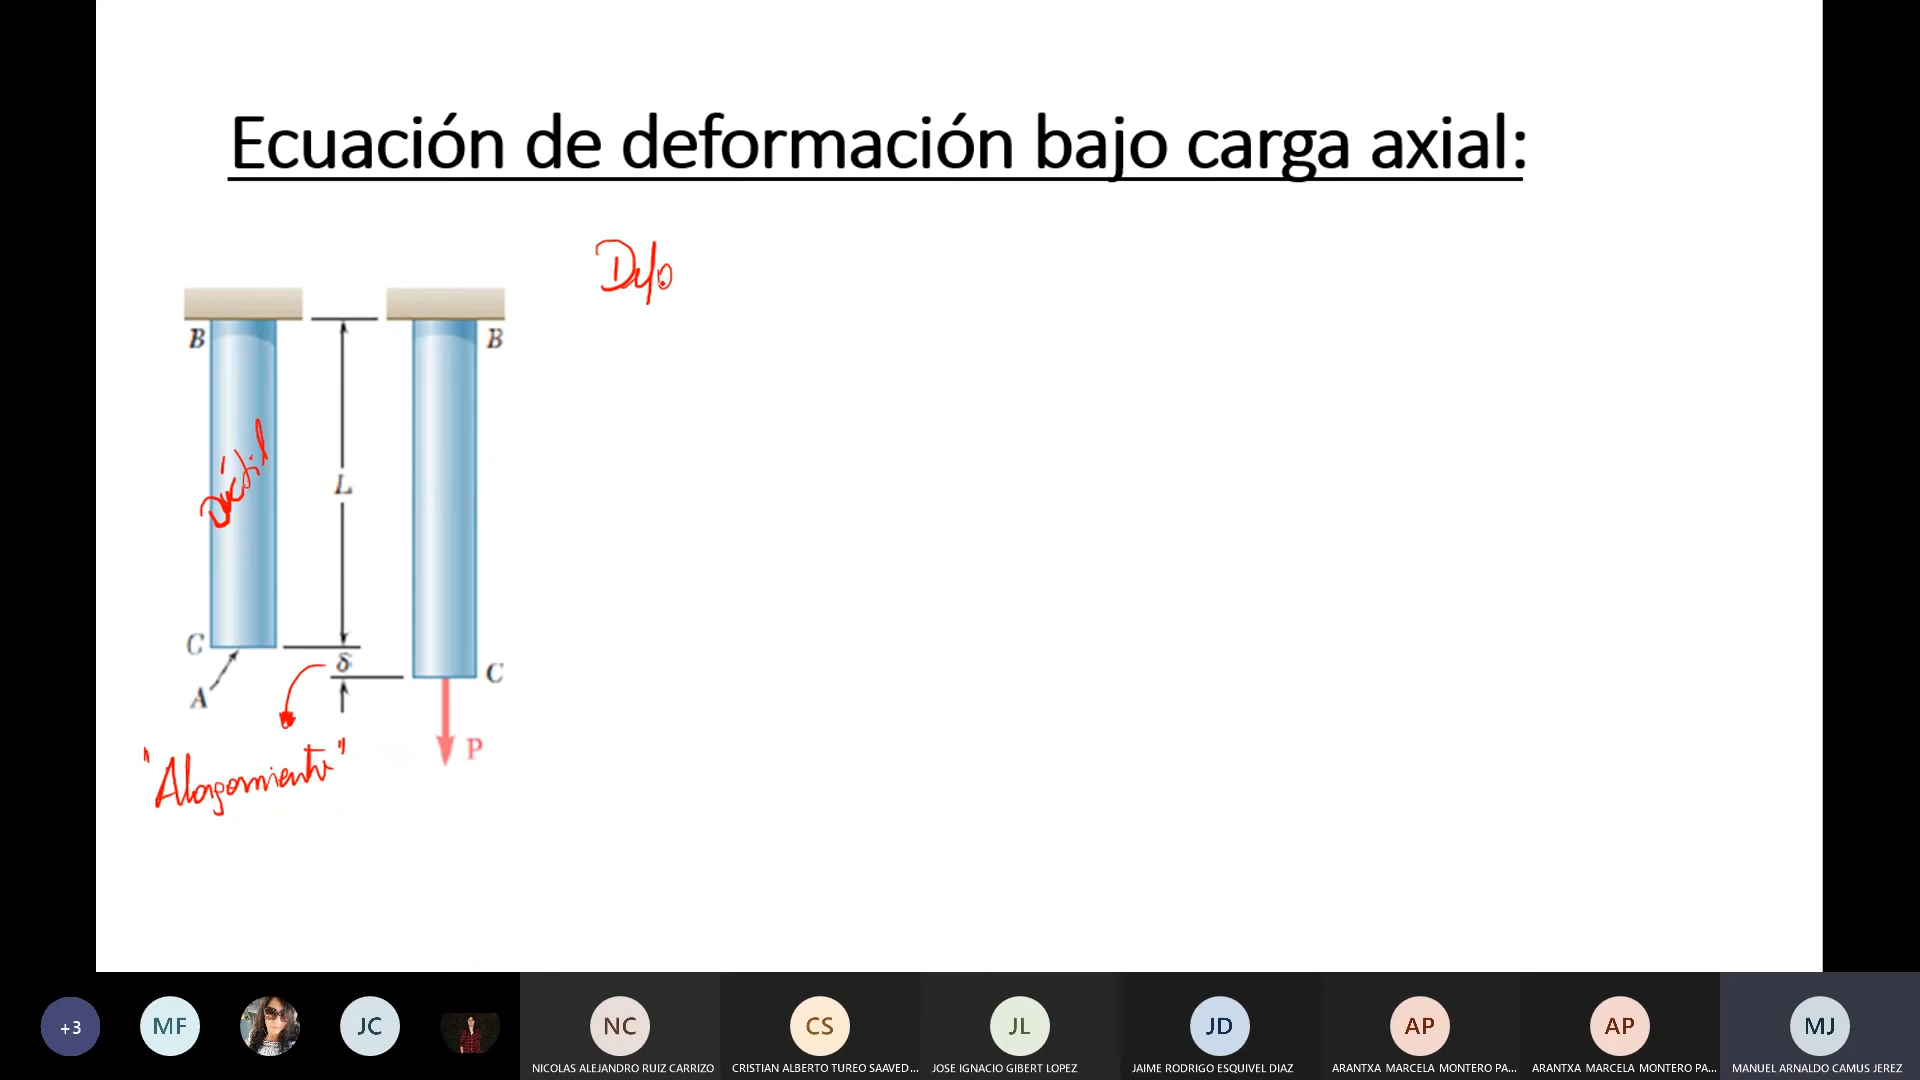 Ecuación de deformación bajo carga axial:
Defo
B
B
Dúctil
L
C
δ
C
A
P
"Alargamiento"
+3
MF
JC
NC
CS
JL
JD
AP
AP
MJ
NICOLAS ALEJANDRO RUIZ CARRIZO
CRISTIAN ALBERTO TUREO SAAVED...
JOSE IGNACIO GIBERT LOPEZ
JAIME RODRIGO ESQUIVEL DIAZ
ARANTXA MARCELA MONTERO PA...
ARANTXA MARCELA MONTERO PA...
MANUEL ARNALDO CAMUS JEREZ